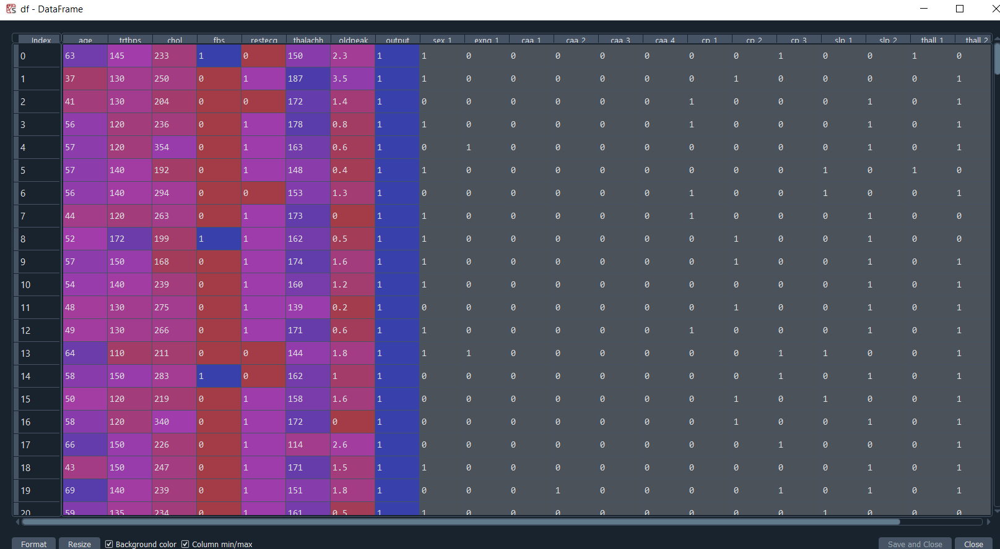 df - DataFrame
Index age trtbps chol fbs restecg thalachh oldpeak output sex_1 exng_1 caa_1 caa_2 caa_3 caa_4 cp_1 cp_2 cp_3 slp_1 slp_2 thall_1 thall_2
0 63 145 233 1 0 150 2.3 1 1 0 0 0 0 0 0 0 1 0 0 1 0
1 37 130 250 0 1 187 3.5 1 1 0 0 0 0 0 0 1 0 0 0 0 1
2 41 130 204 0 0 172 1.4 1 0 0 0 0 0 0 1 0 0 0 1 0 1
3 56 120 236 0 1 178 0.8 1 1 0 0 0 0 0 1 0 0 0 1 0 1
4 57 120 354 0 1 163 0.6 1 0 1 0 0 0 0 0 0 0 0 1 0 1
5 57 140 192 0 1 148 0.4 1 1 0 0 0 0 0 0 0 0 1 0 1 0
6 56 140 294 0 0 153 1.3 1 0 0 0 0 0 0 1 0 0 1 0 0 1
7 44 120 263 0 1 173 0 1 1 0 0 0 0 0 1 0 0 0 1 0 0
8 52 172 199 1 1 162 0.5 1 1 0 0 0 0 0 0 1 0 0 1 0 0
9 57 150 168 0 1 174 1.6 1 1 0 0 0 0 0 0 1 0 0 1 0 1
10 54 140 239 0 1 160 1.2 1 1 0 0 0 0 0 0 0 0 0 1 0 1
11 48 130 275 0 1 139 0.2 1 0 0 0 0 0 0 0 1 0 0 1 0 1
12 49 130 266 0 1 171 0.6 1 1 0 0 0 0 0 1 0 0 0 1 0 1
13 64 110 211 0 0 144 1.8 1 1 1 0 0 0 0 0 0 1 1 0 0 1
14 58 150 283 1 0 162 1 1 0 0 0 0 0 0 0 0 1 0 1 0 1
15 50 120 219 0 1 158 1.6 1 0 0 0 0 0 0 0 1 0 1 0 0 1
16 58 120 340 0 1 172 0 1 0 0 0 0 0 0 0 1 0 0 1 0 1
17 66 150 226 0 1 114 2.6 1 0 0 0 0 0 0 0 0 1 0 0 0 1
18 43 150 247 0 1 171 1.5 1 1 0 0 0 0 0 0 0 0 0 1 0 1
19 69 140 239 0 1 151 1.8 1 0 0 0 1 0 0 0 0 1 0 1 0 1
20 59 135 234 0 1 161 0.5 1 1 0 0 0 0 0 0 0 0 1 0 0 0
Format Resize Background color Column min/max Save and Close Close